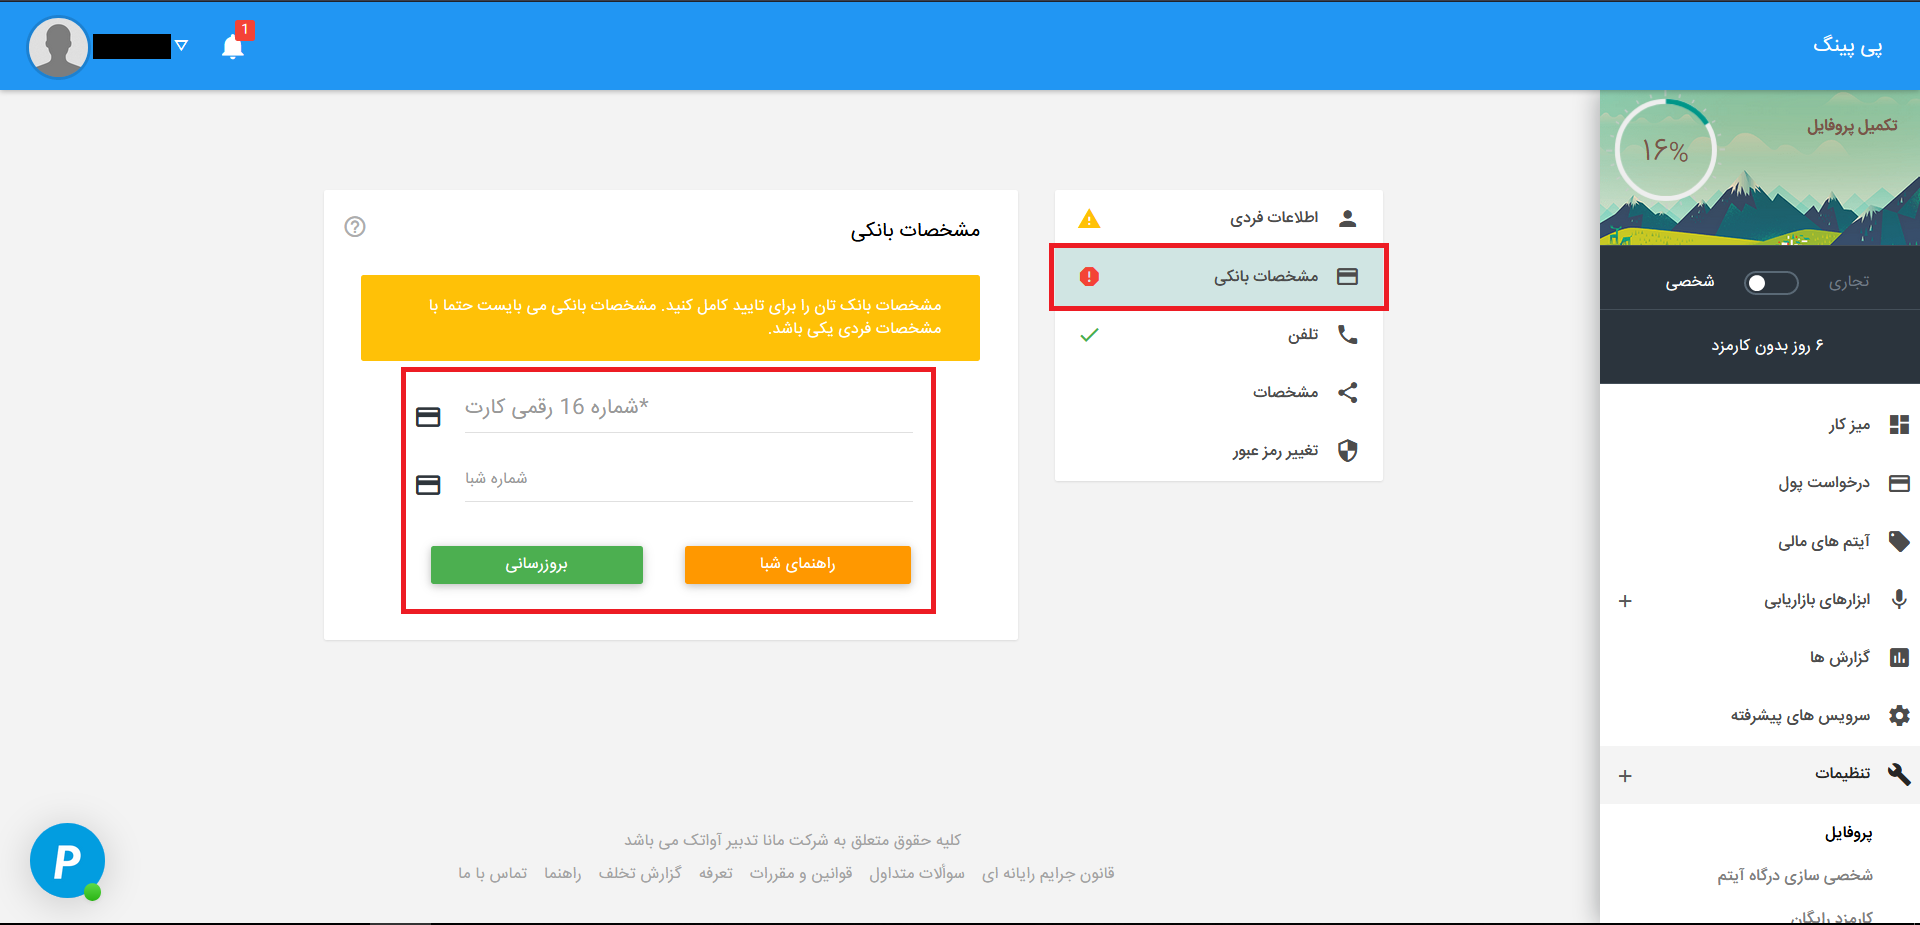 پی پینگ
1
تکمیل پروفایل
۱۶%
تجاری
شخصی
۶ روز بدون کارمزد
میز کار
درخواست پول
آیتم های مالی
ابزارهای بازاریابی
+
گزارش ها
سرویس های پیشرفته
تنظیمات
+
پروفایل
شخصی سازی درگاه آیتم
کارمزد رایگان
اطلاعات فردی
مشخصات بانکی
تلفن
مشخصات
تغییر رمز عبور
مشخصات بانکی
مشخصات بانک تان را برای تایید کامل کنید. مشخصات بانکی می بایست حتما با
مشخصات فردی یکی باشد.
شماره 16 رقمی کارت*
شماره شبا
راهنمای شبا
بروزرسانی
کلیه حقوق متعلق به شرکت مانا تدبیر آواتک می باشد
قانون جرایم رایانه ای سوألات متداول قوانین و مقررات تعرفه گزارش تخلف راهنما تماس با ما
P